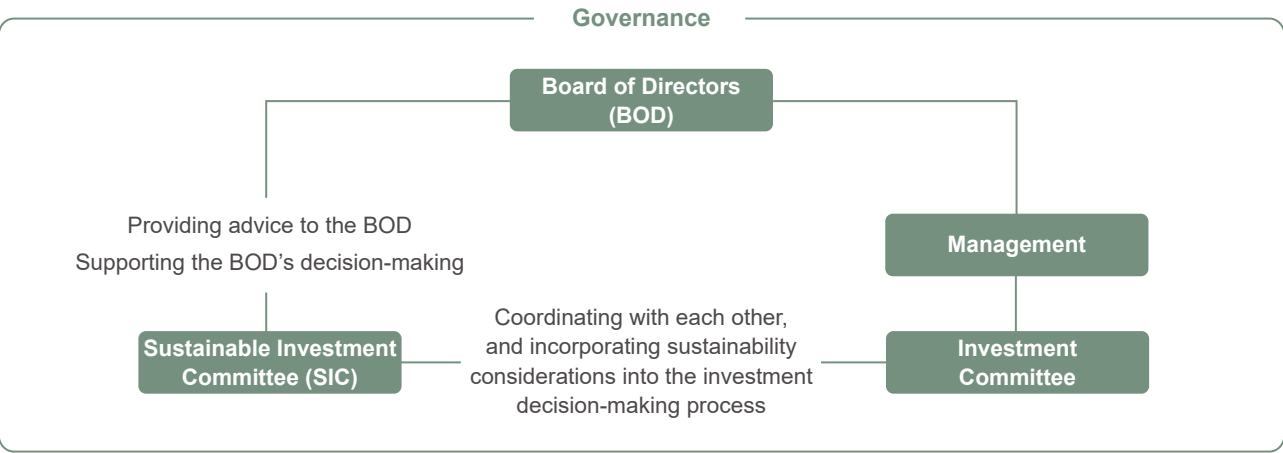 Governance
Board of Directors
(BOD)
Providing advice to the BOD
Supporting the BOD’s decision-making
Management
Sustainable Investment
Committee (SIC)
Coordinating with each other,
and incorporating sustainability
considerations into the investment
decision-making process
Investment
Committee